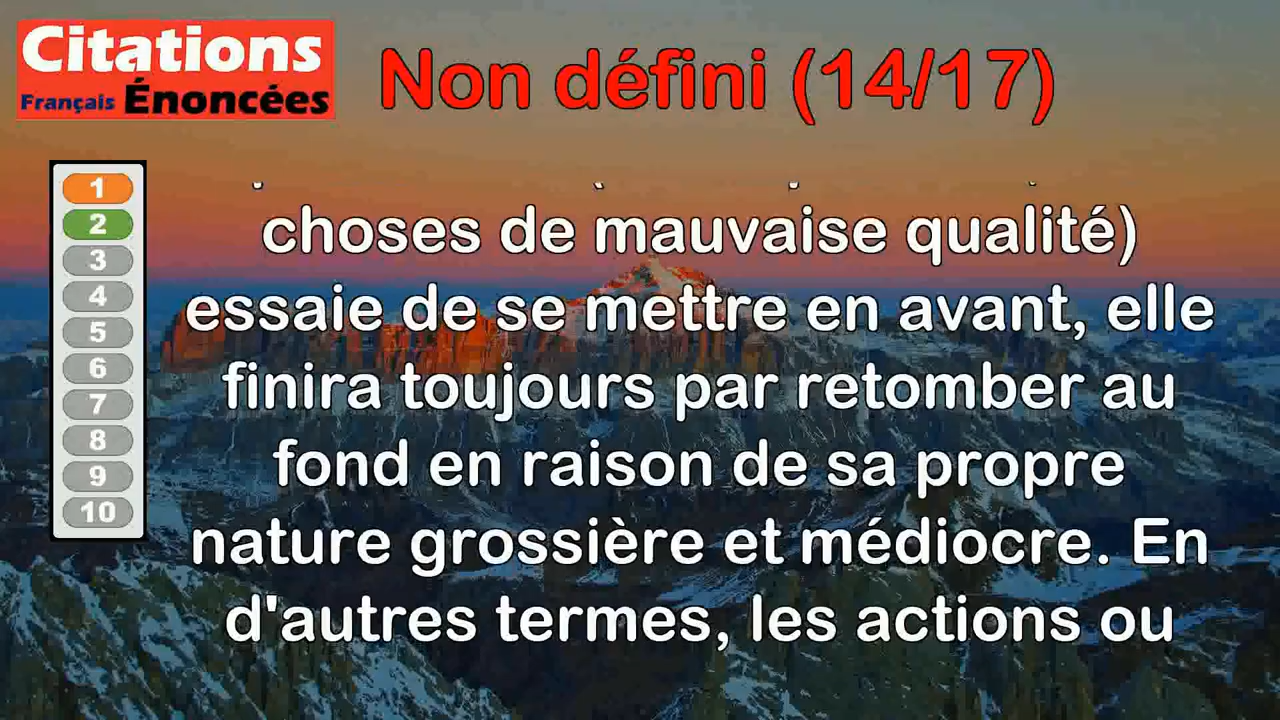 Citations
Français Énoncées
Non défini (14/17)
1
2
3
4
5
6
7
8
9
10
choses de mauvaise qualité)
essaie de se mettre en avant, elle
finira toujours par retomber au
fond en raison de sa propre
nature grossière et médiocre. En
d'autres termes, les actions ou